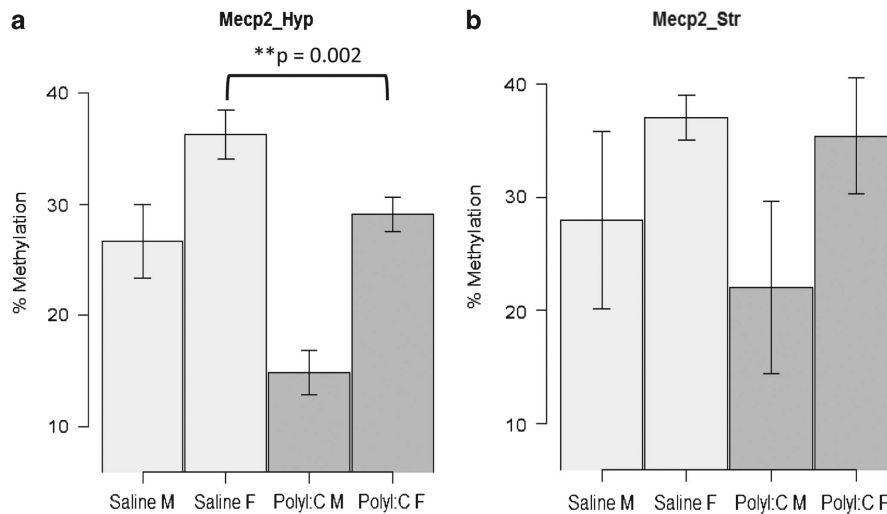 a
Mecp2_Hyp
**p = 0.002
% Methylation
40
30
20
10
Saline M
Saline F
PolyI:C M
PolyI:C F
b
Mecp2_Str
% Methylation
40
30
20
10
Saline M
Saline F
PolyI:C M
PolyI:C F